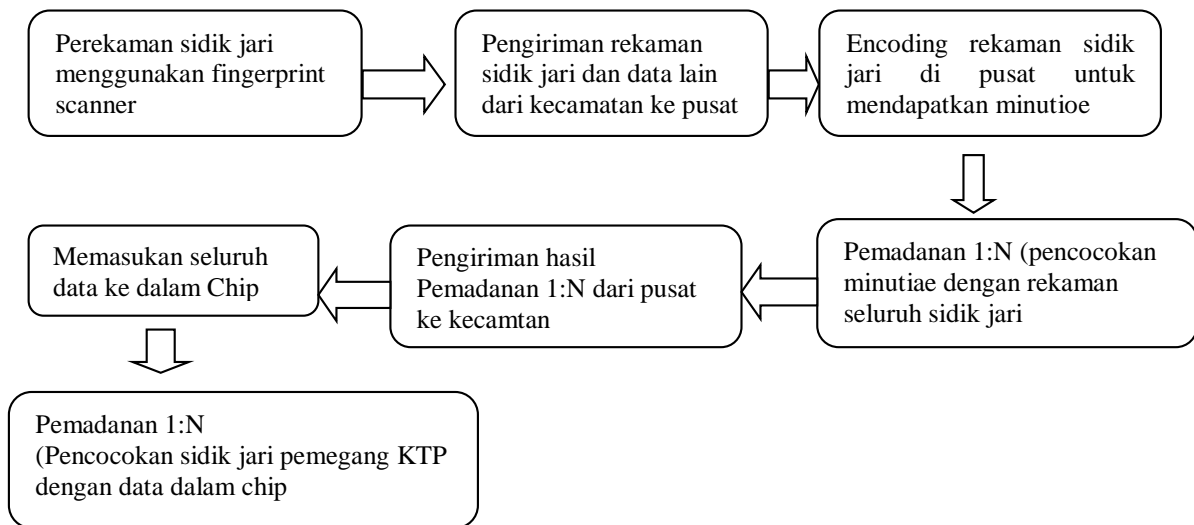 Perekaman sidik jari
menggunakan fingerprint
scanner
Pengiriman rekaman
sidik jari dan data lain
dari kecamatan ke pusat
Encoding rekaman sidik
jari di pusat untuk
mendapatkan minutioe
Pemadanan 1:N (pencocokan
minutiae dengan rekaman
seluruh sidik jari
Pengiriman hasil
Pemadanan 1:N dari pusat
ke kecamtan
Memasukan seluruh
data ke dalam Chip
Pemadanan 1:N
(Pencocokan sidik jari pemegang KTP
dengan data dalam chip